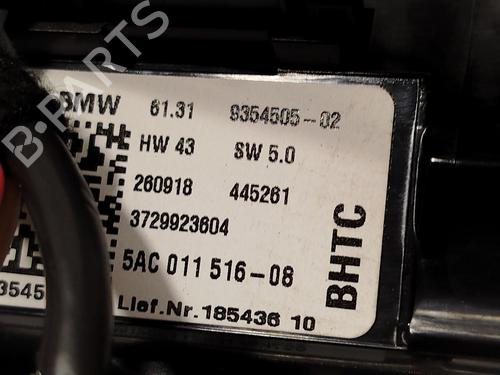 BMW 61.31 9354505-02
HW 43 SW 5.0
260918 445261
3729923604
5AC 011 516-08
BHTC
Lief.Nr. 185436 10
B-PARTS